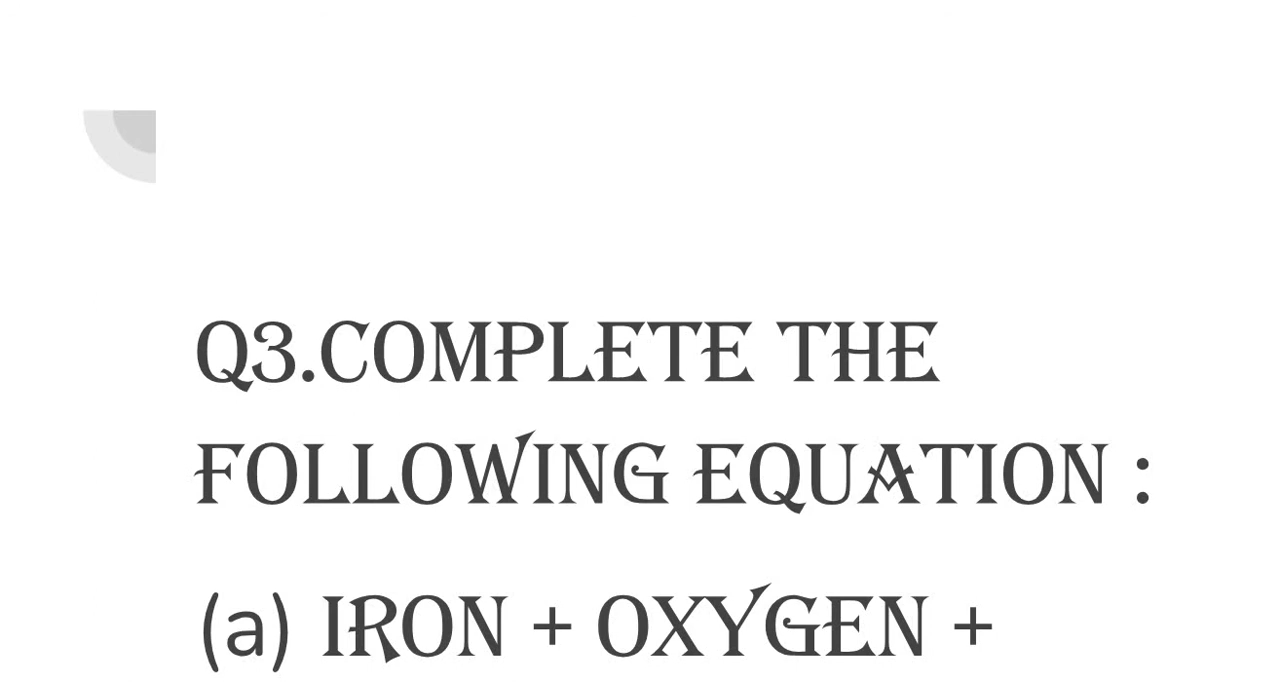 Q3.COMPLETE THE
FOLLOWING EQUATION :
(a) IRON + OXYGEN +